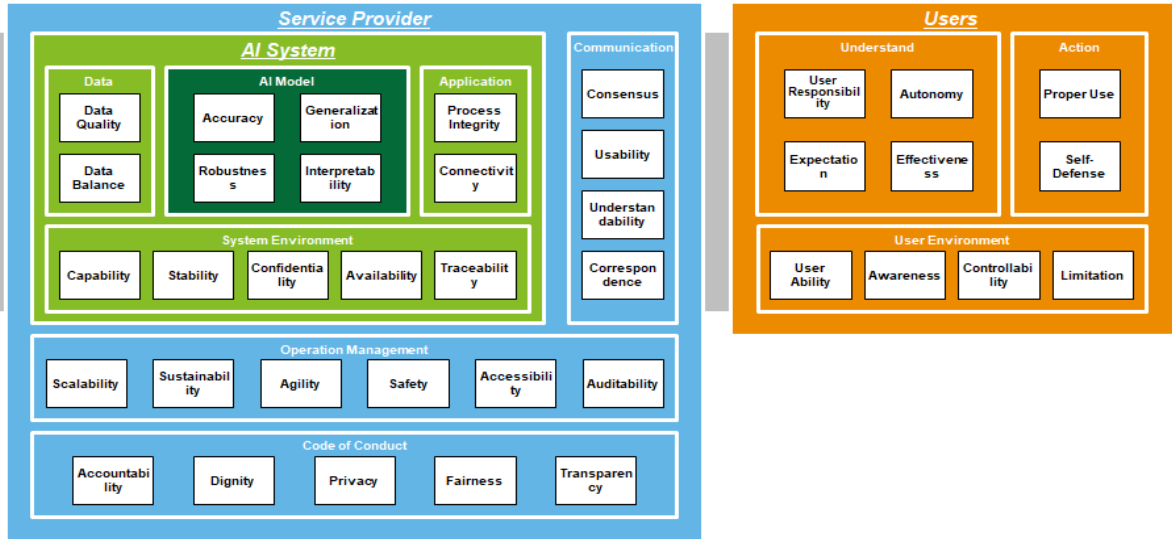 Service Provider
AI System
Data
Data
Quality
Data
Balance
AI Model
Accuracy
Generalizat
ion
Robustnes
s
Interpretab
ility
Application
Process
Integrity
Connectivit
y
System Environment
Capability
Stability
Confidentia
lity
Availability
Traceabilit
y
Communication
Consensus
Usability
Understan
dability
Correspon
dence
Operation Management
Scalability
Sustainabil
ity
Agility
Safety
Accessibili
ty
Auditability
Code of Conduct
Accountabi
lity
Dignity
Privacy
Fairness
Transparen
cy
Users
Understand
User
Responsibil
ity
Autonomy
Expectatio
n
Effectivene
ss
Action
Proper Use
Self-
Defense
User Environment
User
Ability
Awareness
Controllabi
lity
Limitation